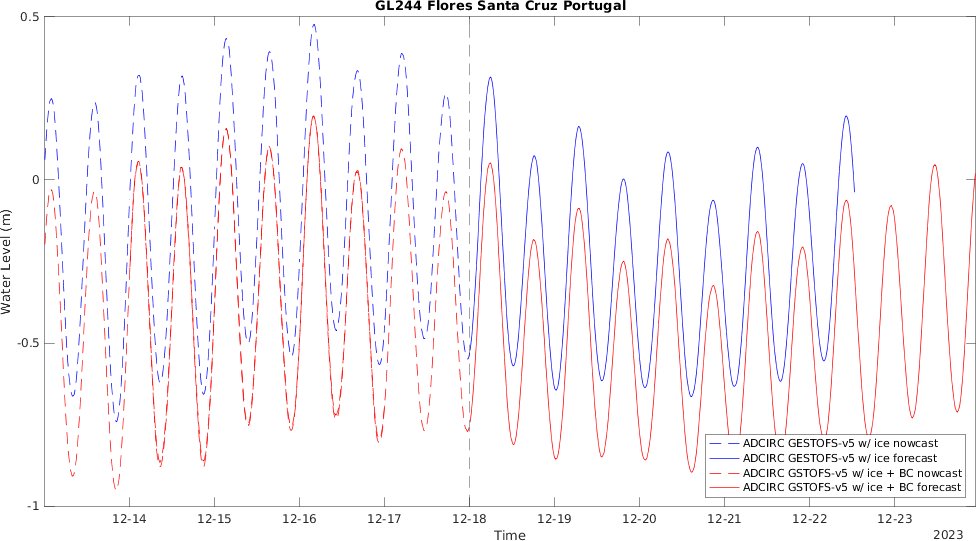 GL244 Flores Santa Cruz Portugal
0.5
0
-0.5
-1
Water Level (m)
ADCIRC GESTOFS-v5 w/ ice nowcast
ADCIRC GESTOFS-v5 w/ ice forecast
ADCIRC GSTOFS-v5 w/ ice + BC nowcast
ADCIRC GSTOFS-v5 w/ ice + BC forecast
12-14 12-15 12-16 12-17 12-18 12-19 12-20 12-21 12-22 12-23
Time
2023